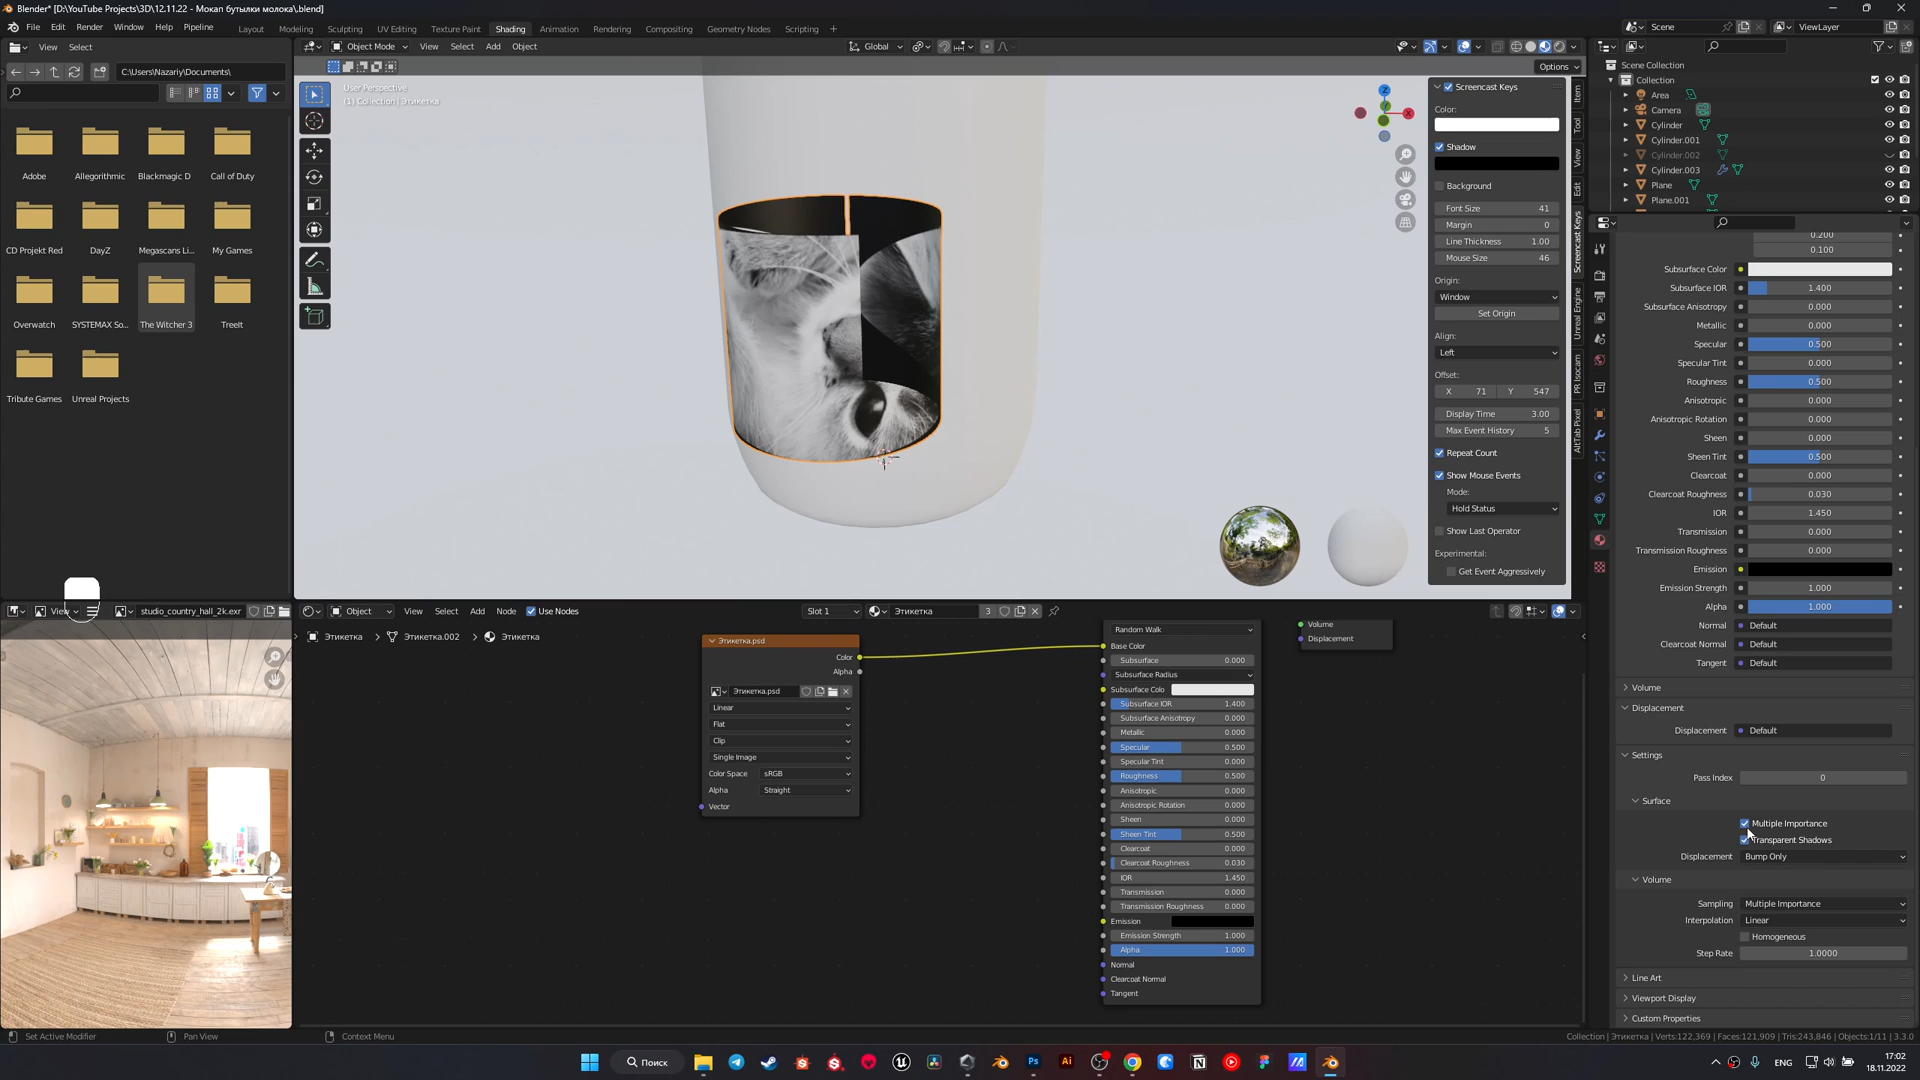 Blender* [D:\YouTube Projects\3D\12.11.22 - Мокап бутылки молока\.blend]
File Edit Render Window Help Pipeline
Layout Modeling Sculpting UV Editing Texture Paint Shading Animation Rendering Compositing Geometry Nodes Scripting +
Scene
ViewLayer
View Select
Object Mode View Select Add Object
Global
C:\Users\Nazariy\Documents\
Options
User Perspective
(1) Collection | Этикетка
Adobe Allegorithmic Blackmagic D Call of Duty
CD Projekt Red DayZ Megascans Li... My Games
Overwatch SYSTEMAX So... The Witcher 3 TreeIt
Tribute Games Unreal Projects
Screencast Keys
Color:
Shadow
Background
Font Size 41
Margin 0
Line Thickness 1.00
Mouse Size 46
Origin:
Window
Set Origin
Align:
Left
Offset:
X 71 Y 547
Display Time 3.00
Max Event History 5
Repeat Count
Show Mouse Events
Mode:
Hold Status
Show Last Operator
Experimental:
Get Event Aggressively
Item
Tool
View
Edit
Screencast Keys
Unreal Engine
PR Isocam
AltTab Pixel
Scene Collection
Collection
Area
Camera
Cylinder
Cylinder.001
Cylinder.002
Cylinder.003
Plane
Plane.001
0.200
0.100
Subsurface Color
Subsurface IOR 1.400
Subsurface Anisotropy 0.000
Metallic 0.000
Specular 0.500
Specular Tint 0.000
Roughness 0.500
Anisotropic 0.000
Anisotropic Rotation 0.000
Sheen 0.000
Sheen Tint 0.500
Clearcoat 0.000
Clearcoat Roughness 0.030
IOR 1.450
Transmission 0.000
Transmission Roughness 0.000
Emission
Emission Strength 1.000
Alpha 1.000
Normal Default
Clearcoat Normal Default
Tangent Default
Volume
Displacement
Displacement Default
Settings
Pass Index 0
Surface
Multiple Importance
Transparent Shadows
Displacement Bump Only
Volume
Sampling Multiple Importance
Interpolation Linear
Homogeneous
Step Rate 1.0000
Line Art
Viewport Display
Custom Properties
View studio_country_hall_2k.exr
Object View Select Add Node Use Nodes Slot 1 Этикетка 3
Этикетка > Этикетка.002 > Этикетка
Этикетка.psd
Color
Alpha
Этикетка.psd
Linear
Flat
Clip
Single Image
Color Space sRGB
Alpha Straight
Vector
Random Walk
Base Color
Subsurface 0.000
Subsurface Radius
Subsurface Colo
Subsurface IOR 1.400
Subsurface Anisotropy 0.000
Metallic 0.000
Specular 0.500
Specular Tint 0.000
Roughness 0.500
Anisotropic 0.000
Anisotropic Rotation 0.000
Sheen 0.000
Sheen Tint 0.500
Clearcoat 0.000
Clearcoat Roughness 0.030
IOR 1.450
Transmission 0.000
Transmission Roughness 0.000
Emission
Emission Strength 1.000
Alpha 1.000
Normal
Clearcoat Normal
Tangent
Volume
Displacement
Set Active Modifier Pan View Context Menu
Collection | Этикетка | Verts:122,369 | Faces:121,909 | Tris:243,846 | Objects:1/11 | 3.3.0
Поиск
ENG
17:02
18.11.2022